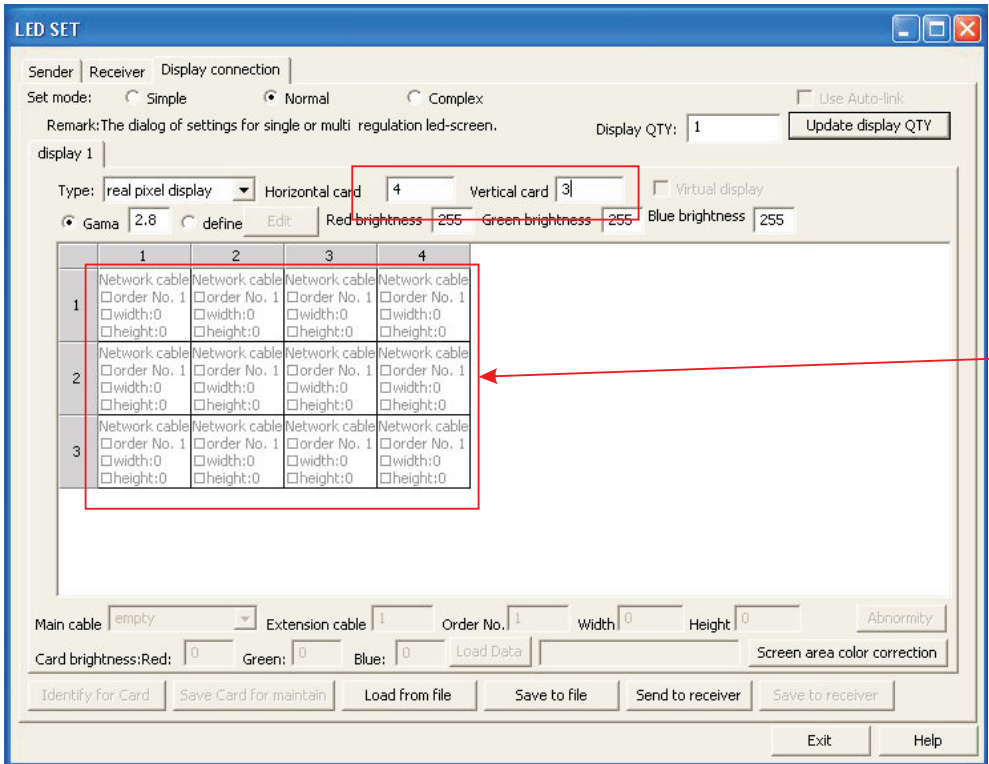 LED SET
Sender Receiver Display connection
Set mode: Simple Normal Complex Use Auto-link
Remark:The dialog of settings for single or multi regulation led-screen. Display QTY: 1 Update display QTY
display 1
Type: real pixel display Horizontal card 4 Vertical card 3 Virtual display
Gama 2.8 define Edit Red brightness 255 Green brightness 255 Blue brightness 255
1 2 3 4
Network cable Network cable Network cable Network cable
1 □order No. 1 □order No. 1 □order No. 1 □order No. 1
□width:0 □width:0 □width:0 □width:0
□height:0 □height:0 □height:0 □height:0
Network cable Network cable Network cable Network cable
2 □order No. 1 □order No. 1 □order No. 1 □order No. 1
□width:0 □width:0 □width:0 □width:0
□height:0 □height:0 □height:0 □height:0
Network cable Network cable Network cable Network cable
3 □order No. 1 □order No. 1 □order No. 1 □order No. 1
□width:0 □width:0 □width:0 □width:0
□height:0 □height:0 □height:0 □height:0
Main cable empty Extension cable 1 Order No. 1 Width 0 Height 0 Abnormity
Card brightness:Red: 0 Green: 0 Blue: 0 Load Data Screen area color correction
Identify for Card Save Card for maintain Load from file Save to file Send to receiver Save to receiver
Exit Help